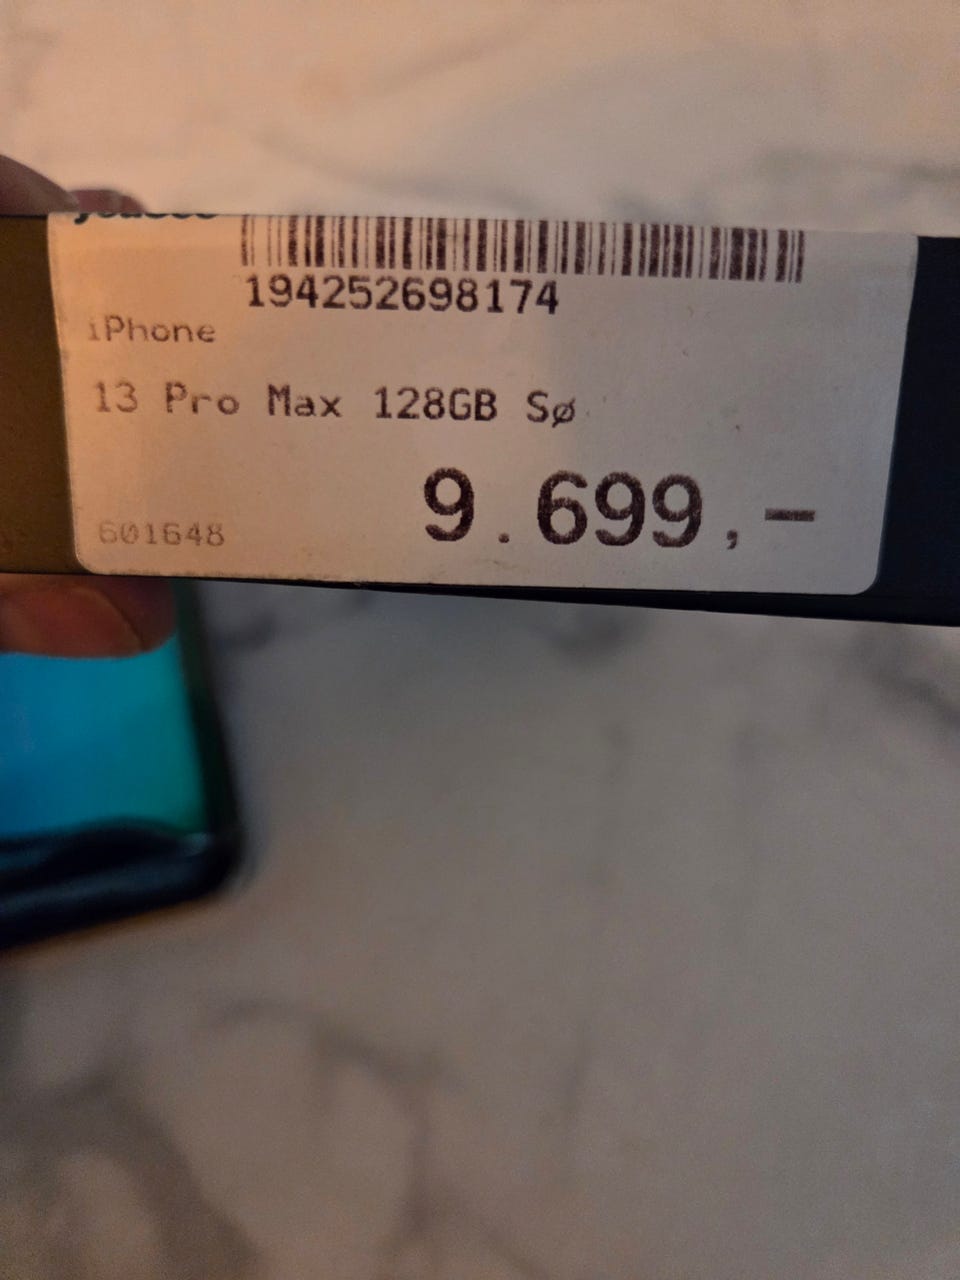 194252698174
iPhone
13 Pro Max 128GB Sø
9.699,-
601648